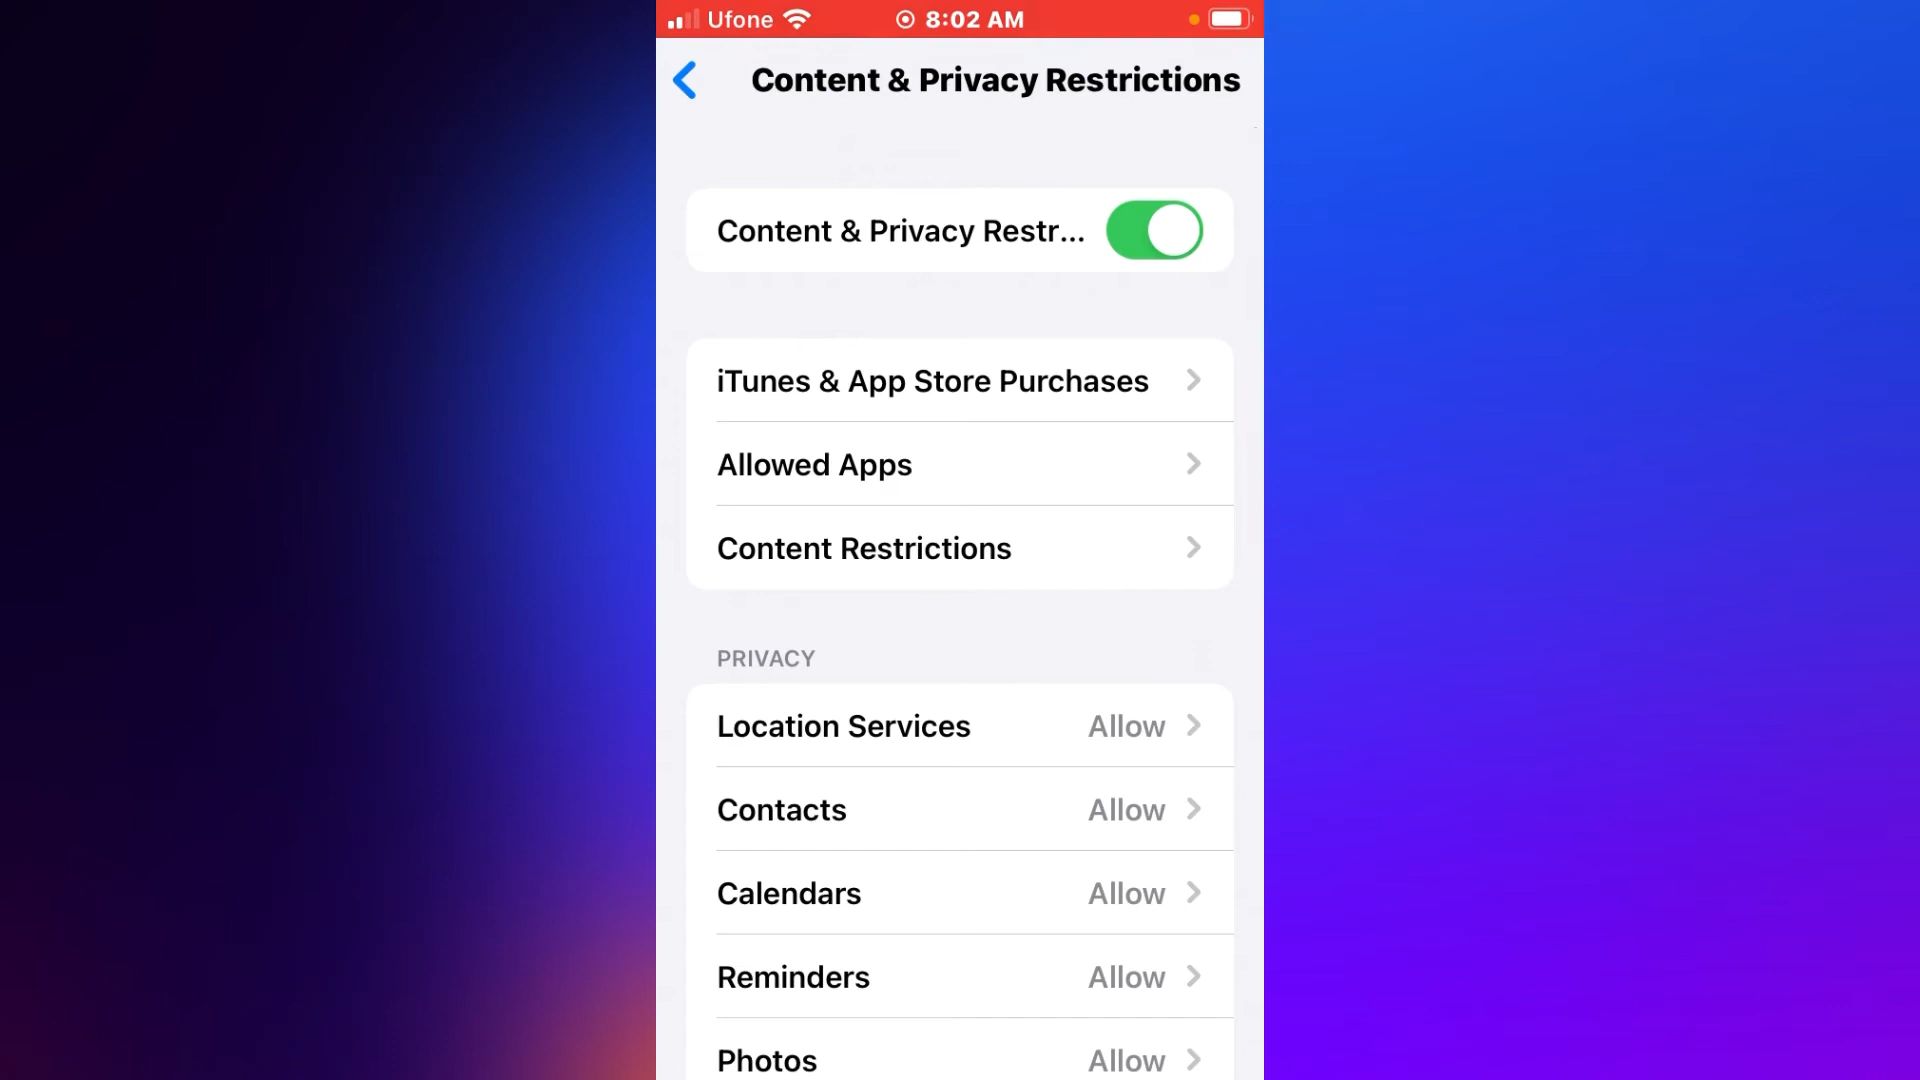 Ufone 8:02 AM
Content & Privacy Restrictions
Content & Privacy Restr...
iTunes & App Store Purchases
Allowed Apps
Content Restrictions
PRIVACY
Location Services Allow
Contacts Allow
Calendars Allow
Reminders Allow
Photos Allow